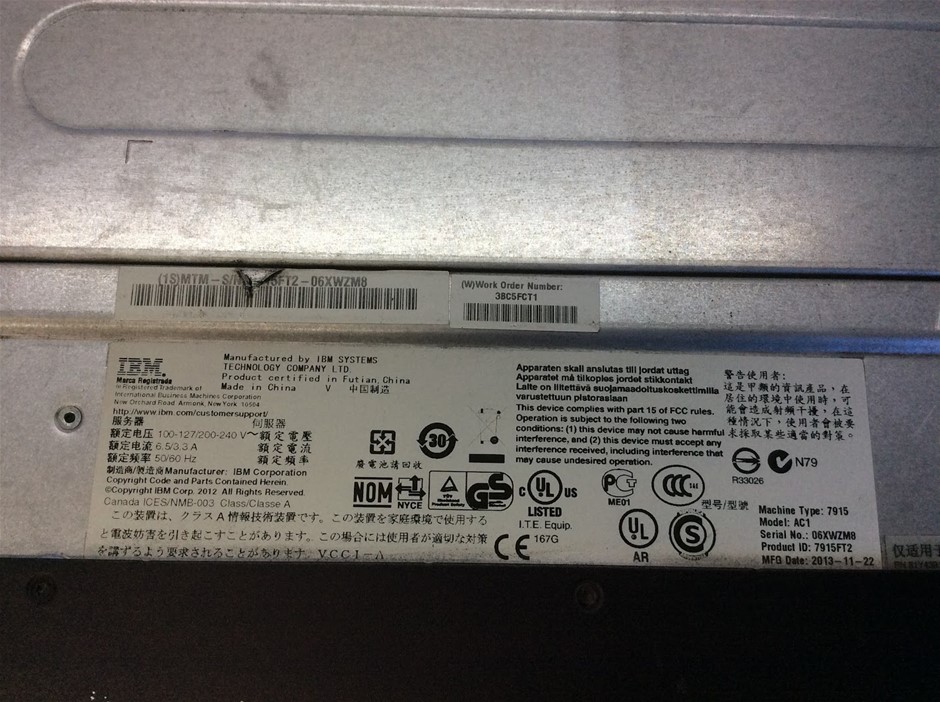 (1S)MTM – S/N 7915FT2 – 06XWZM8
(W)Work Order Number:
38C5FCT1
IBM.
Marca Registrada
® Registered Trademark of
International Business Machines Corporation
New Orchard Road Armonk, New York 10504
Manufactured by IBM SYSTEMS
TECHNOLOGY COMPANY LTD.
Product certified in Futian, China
Made in China V 中国制造
http://www.ibm.com/customersupport/
服务器 伺服器
额定电压 100-127/200-240 V~ 額定電壓
额定电流 6.5/3.3 A 額定電流
额定频率 50/60 Hz 額定頻率
制造商/製造商 Manufacturer: IBM Corporation
Copyright Code and Parts Contained Herein.
©Copyright IBM Corp. 2012 All Rights Reserved.
Canada ICES/NMB-003 Class/Classe A
この装置は、クラスA情報技術装置です。この装置を家庭環境で使用する
と電波妨害を引き起こすことがあります。この場合には使用者が適切な対策
を講ずるよう要求されることがあります。VCCI-A
廢電池請回收
30
NOM
NYCE
GS
c UL US
LISTED
I.T.E. Equip.
167G
CE
Apparaten skall anslutas till jordat uttag
Apparatet må tilkoples jordet stikkontakt
Laite on liitettävä suojamaadoituskoskettimilla
varustettuun pistorasiaan
This device complies with part 15 of FCC rules.
Operation is subject to the following two
conditions: (1) this device may not cause harmful
interference, and (2) this device must accept any
interference received, including interference that
may cause undesired operation.
PG
ME01
CCC
UL
AR
S
警告使用者:
這是甲類的資訊產品,在
居住的環境中使用時,可
能會造成射頻干擾,在這
種情況下,使用者會被要
求採取某些適當的對策。
R33026
N79
型号/型號
Machine Type: 7915
Model: AC1
Serial No.: 06XWZM8
Product ID: 7915FT2
MFG Date: 2013-11-22
仅适用于